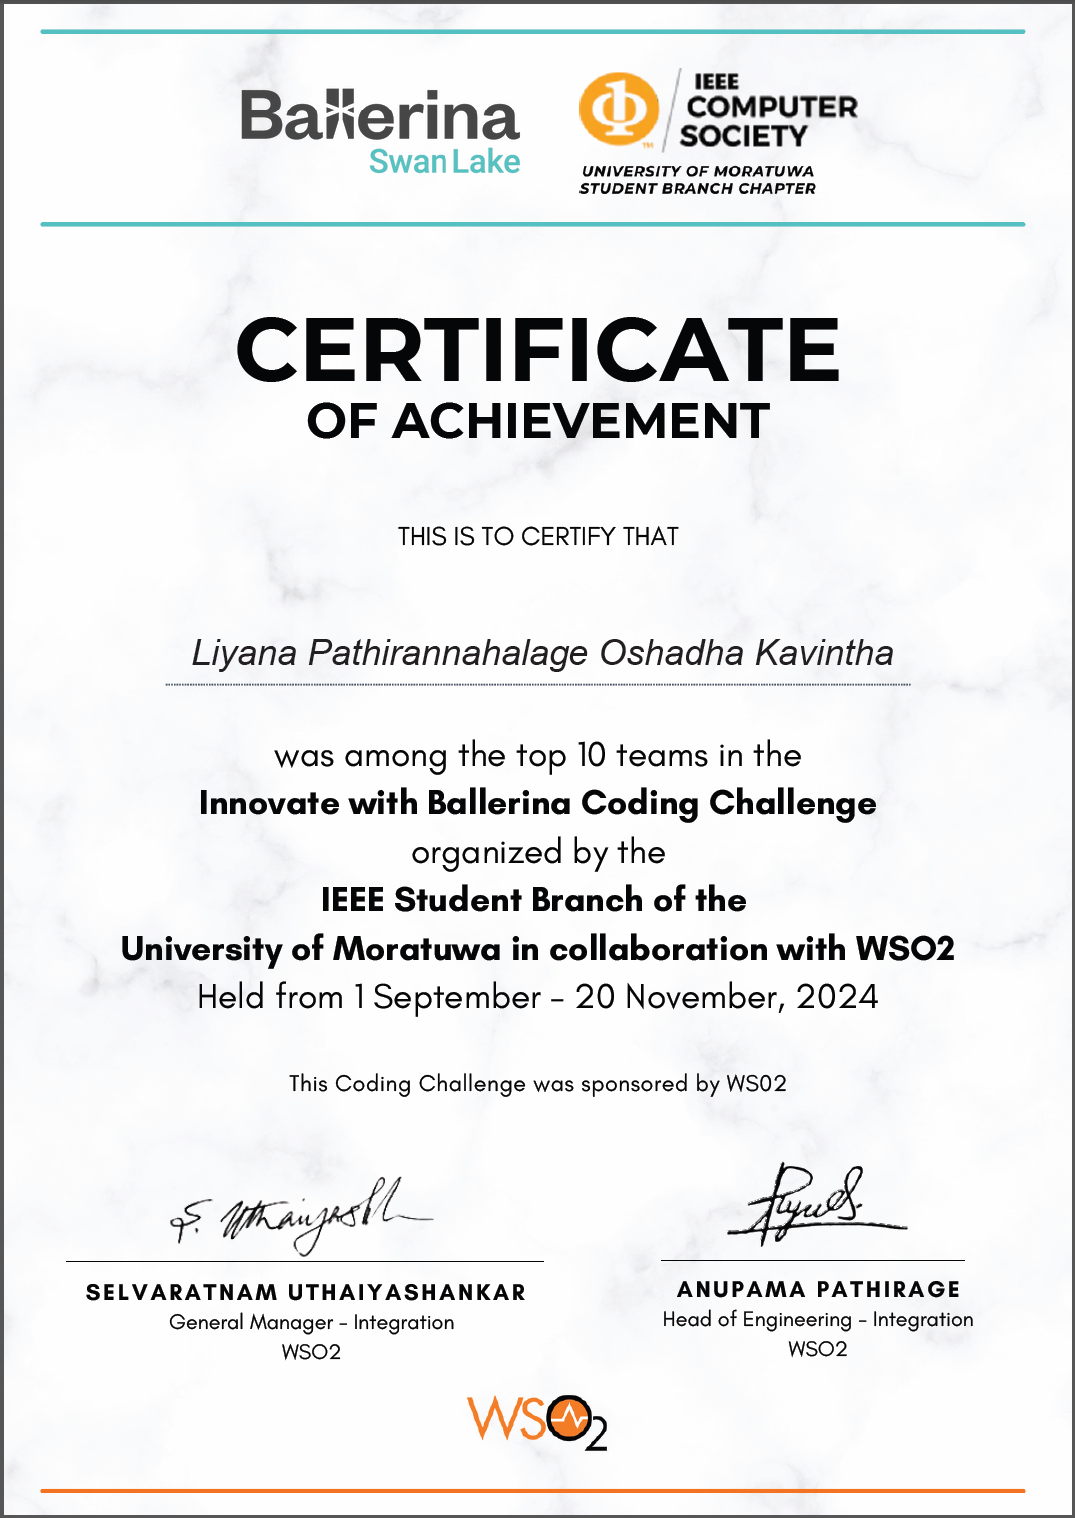 Ballerina
Swan Lake
IEEE
COMPUTER
SOCIETY
TM
UNIVERSITY OF MORATUWA
STUDENT BRANCH CHAPTER
CERTIFICATE
OF ACHIEVEMENT
THIS IS TO CERTIFY THAT
Liyana Pathirannahalage Oshadha Kavintha
was among the top 10 teams in the
Innovate with Ballerina Coding Challenge
organized by the
IEEE Student Branch of the
University of Moratuwa in collaboration with WSO2
Held from 1 September - 20 November, 2024
This Coding Challenge was sponsored by WS02
S. Uthaiyash
SELVARATNAM UTHAIYASHANKAR
General Manager - Integration
WSO2
ANUPAMA PATHIRAGE
Head of Engineering - Integration
WSO2
WSO2